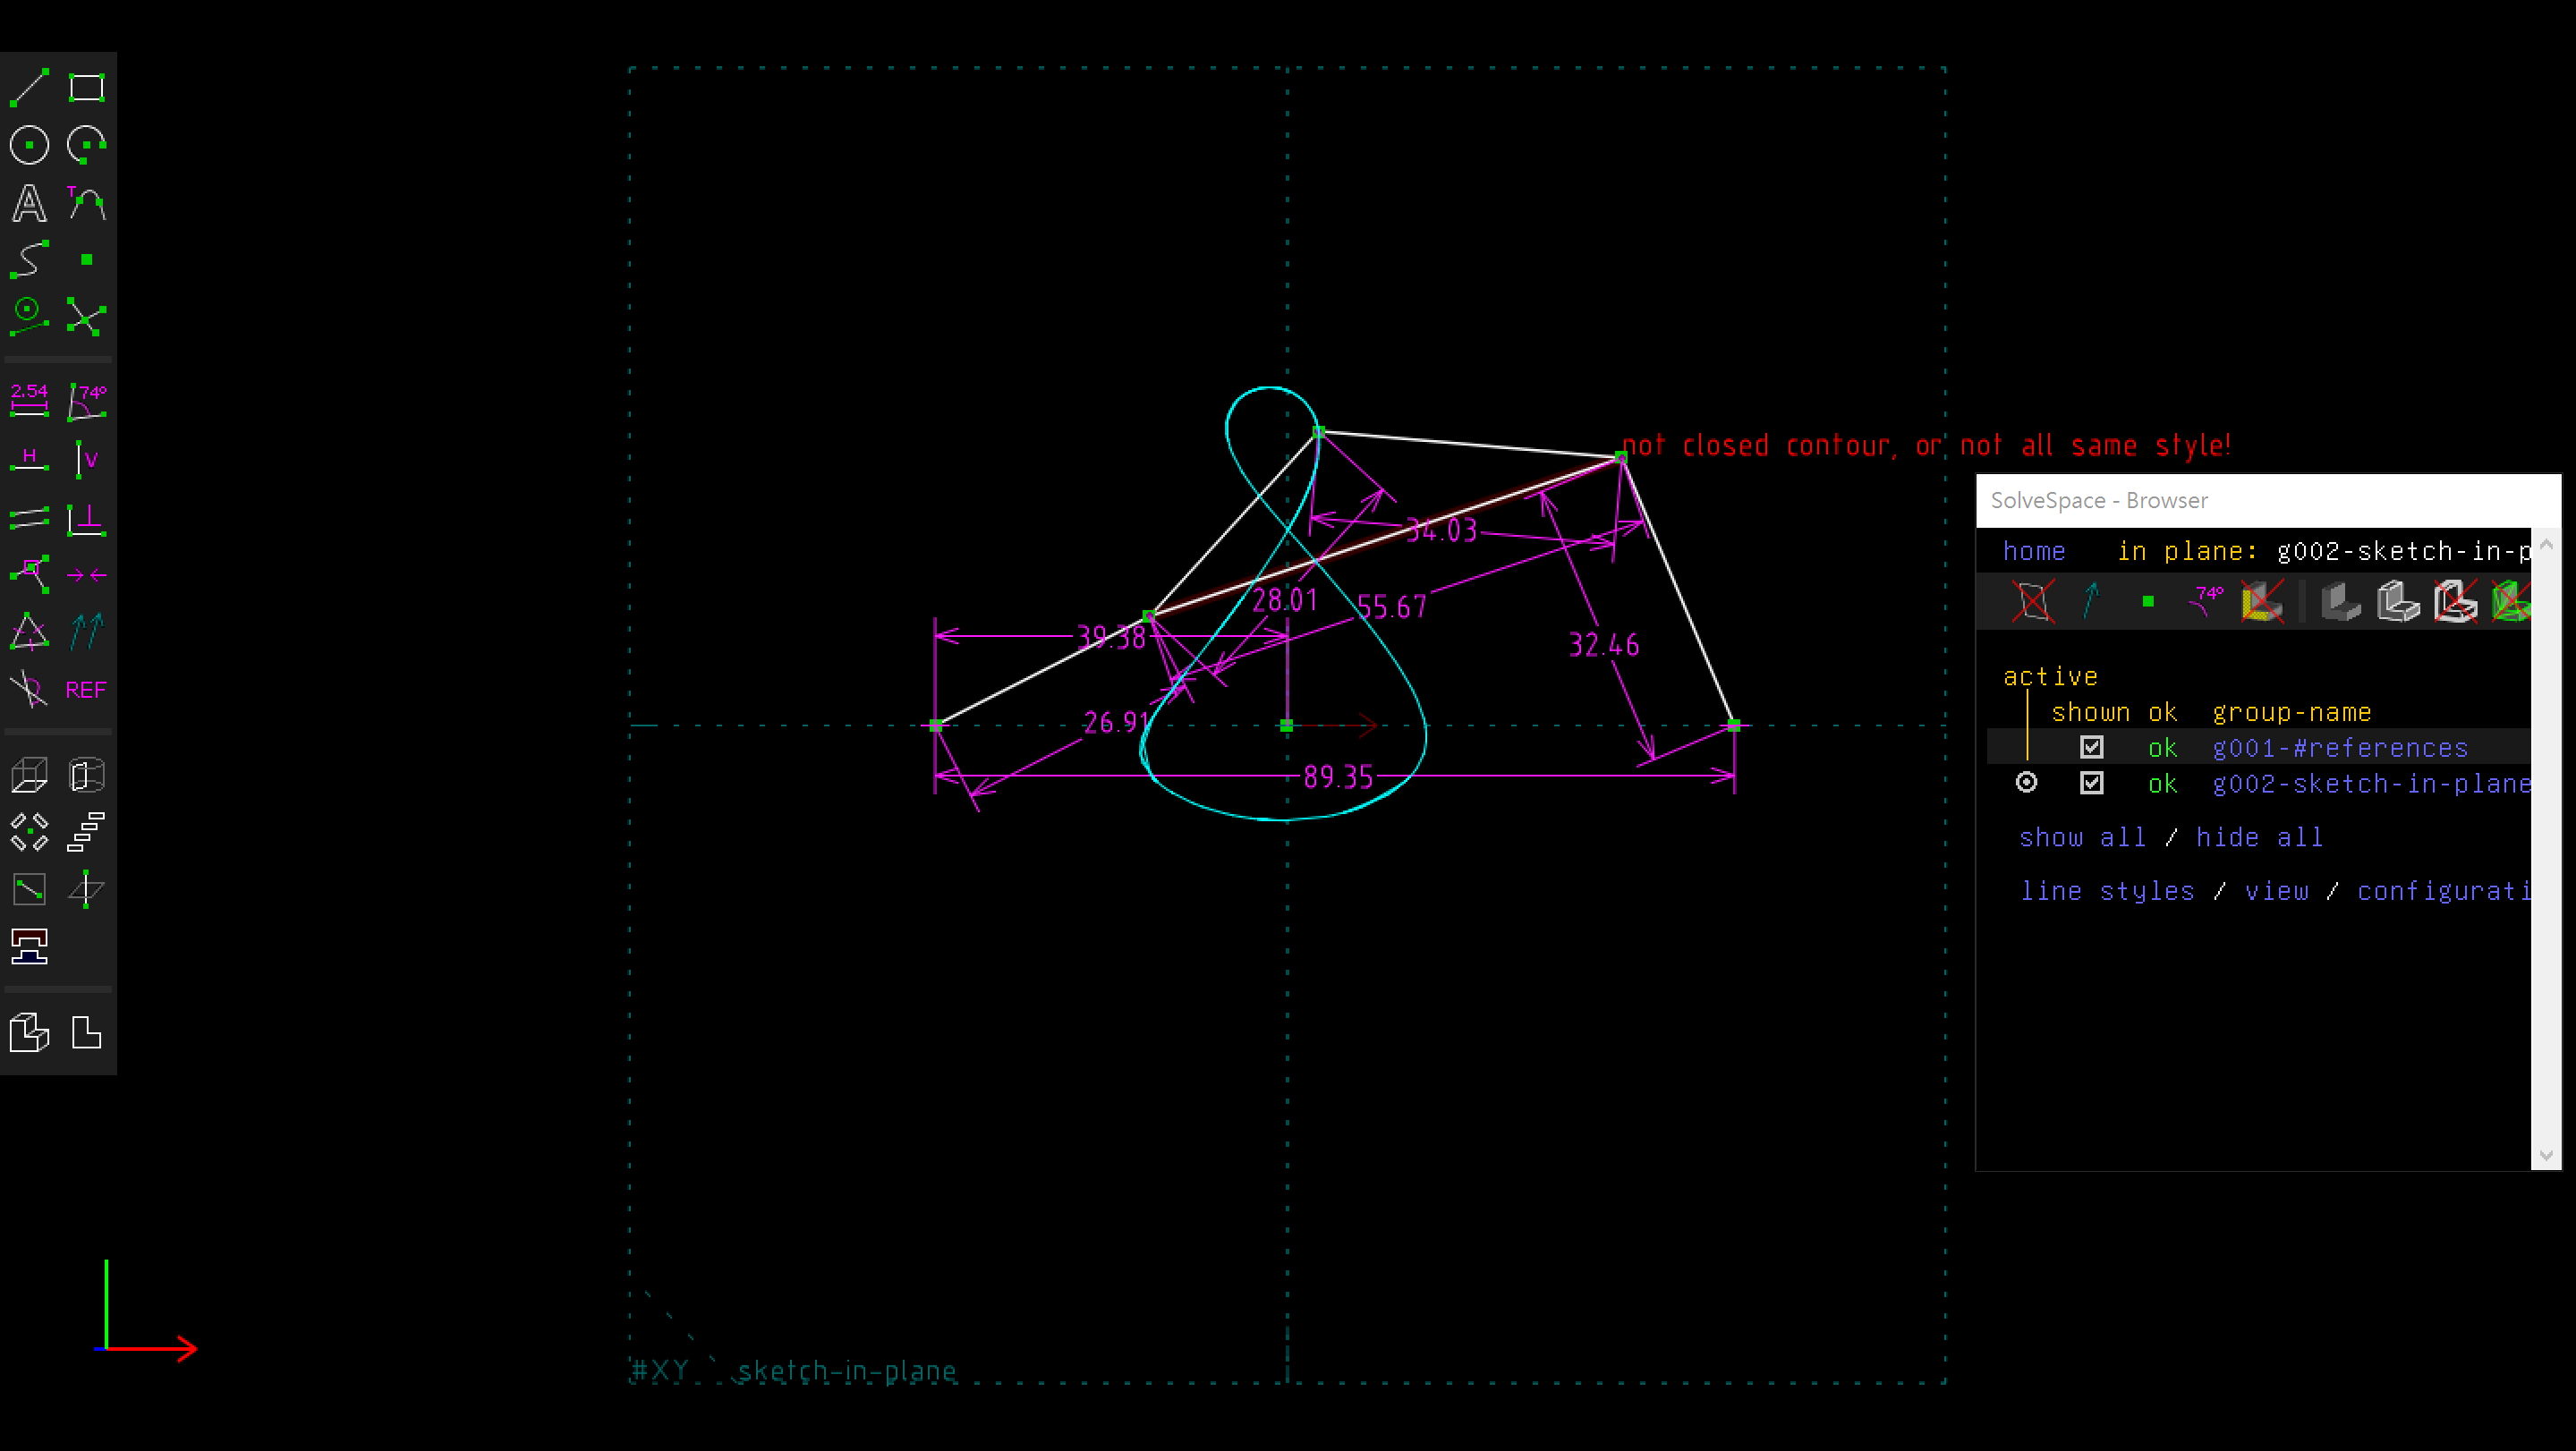 2.54
74°
H
V
REF
A
T
not closed contour, or not all same style!
34.03
28.01
55.67
39.38
32.46
26.91
89.35
#XY
sketch-in-plane
SolveSpace - Browser
home in plane: g002-sketch-in-p
74°
active
shown ok group-name
ok g001-#references
ok g002-sketch-in-plane
show all / hide all
line styles / view / configurati